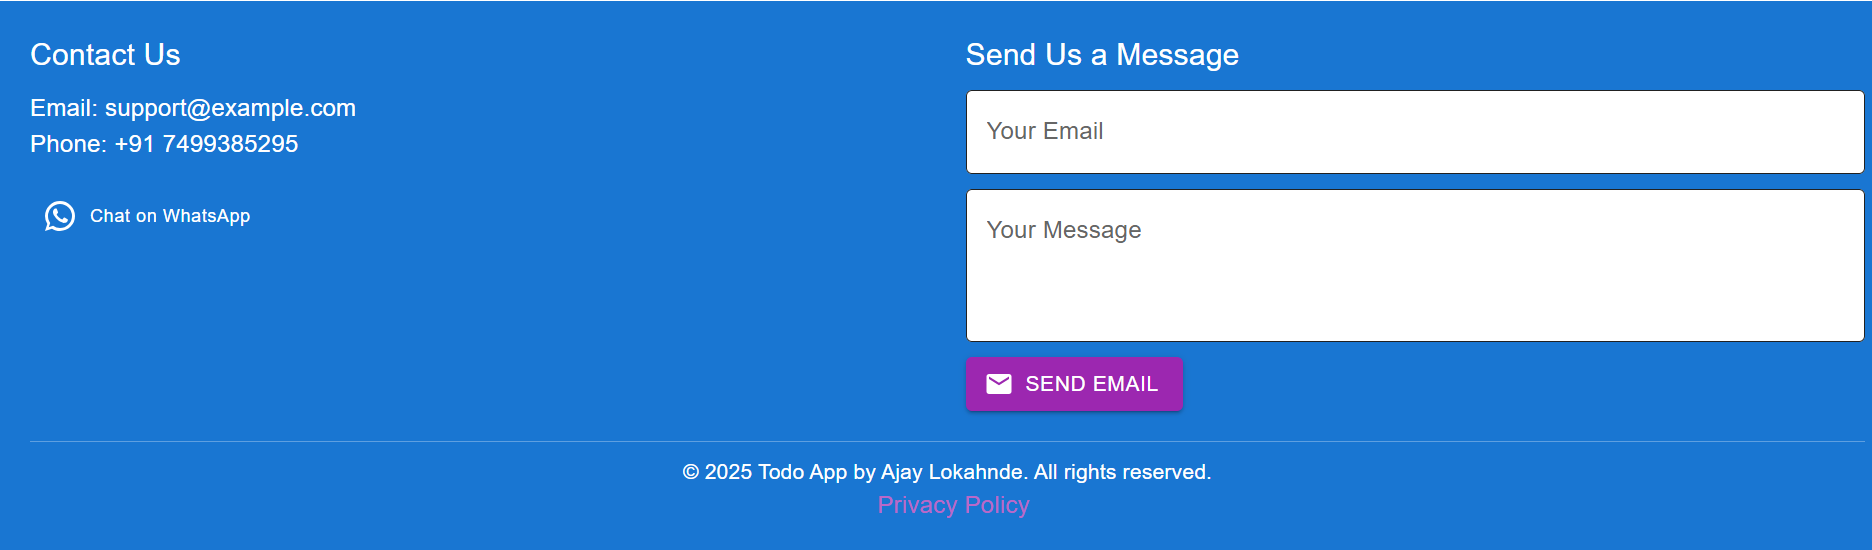 Contact Us
Email: support@example.com
Phone: +91 7499385295
Chat on WhatsApp
Send Us a Message
Your Email
Your Message
SEND EMAIL
© 2025 Todo App by Ajay Lokahnde. All rights reserved.
Privacy Policy